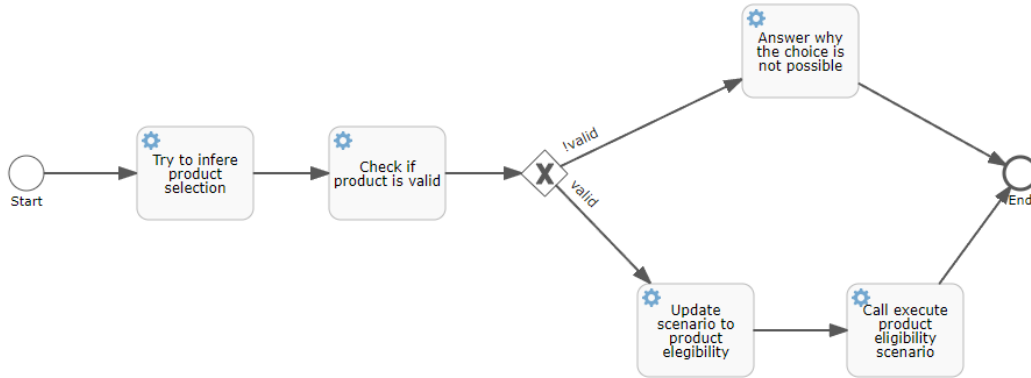 Start
Try to infere
product
selection
Check if
product is valid
X
!valid
valid
Answer why
the choice is
not possible
Update
scenario to
product
elegibility
Call execute
product
eligibility
scenario
End